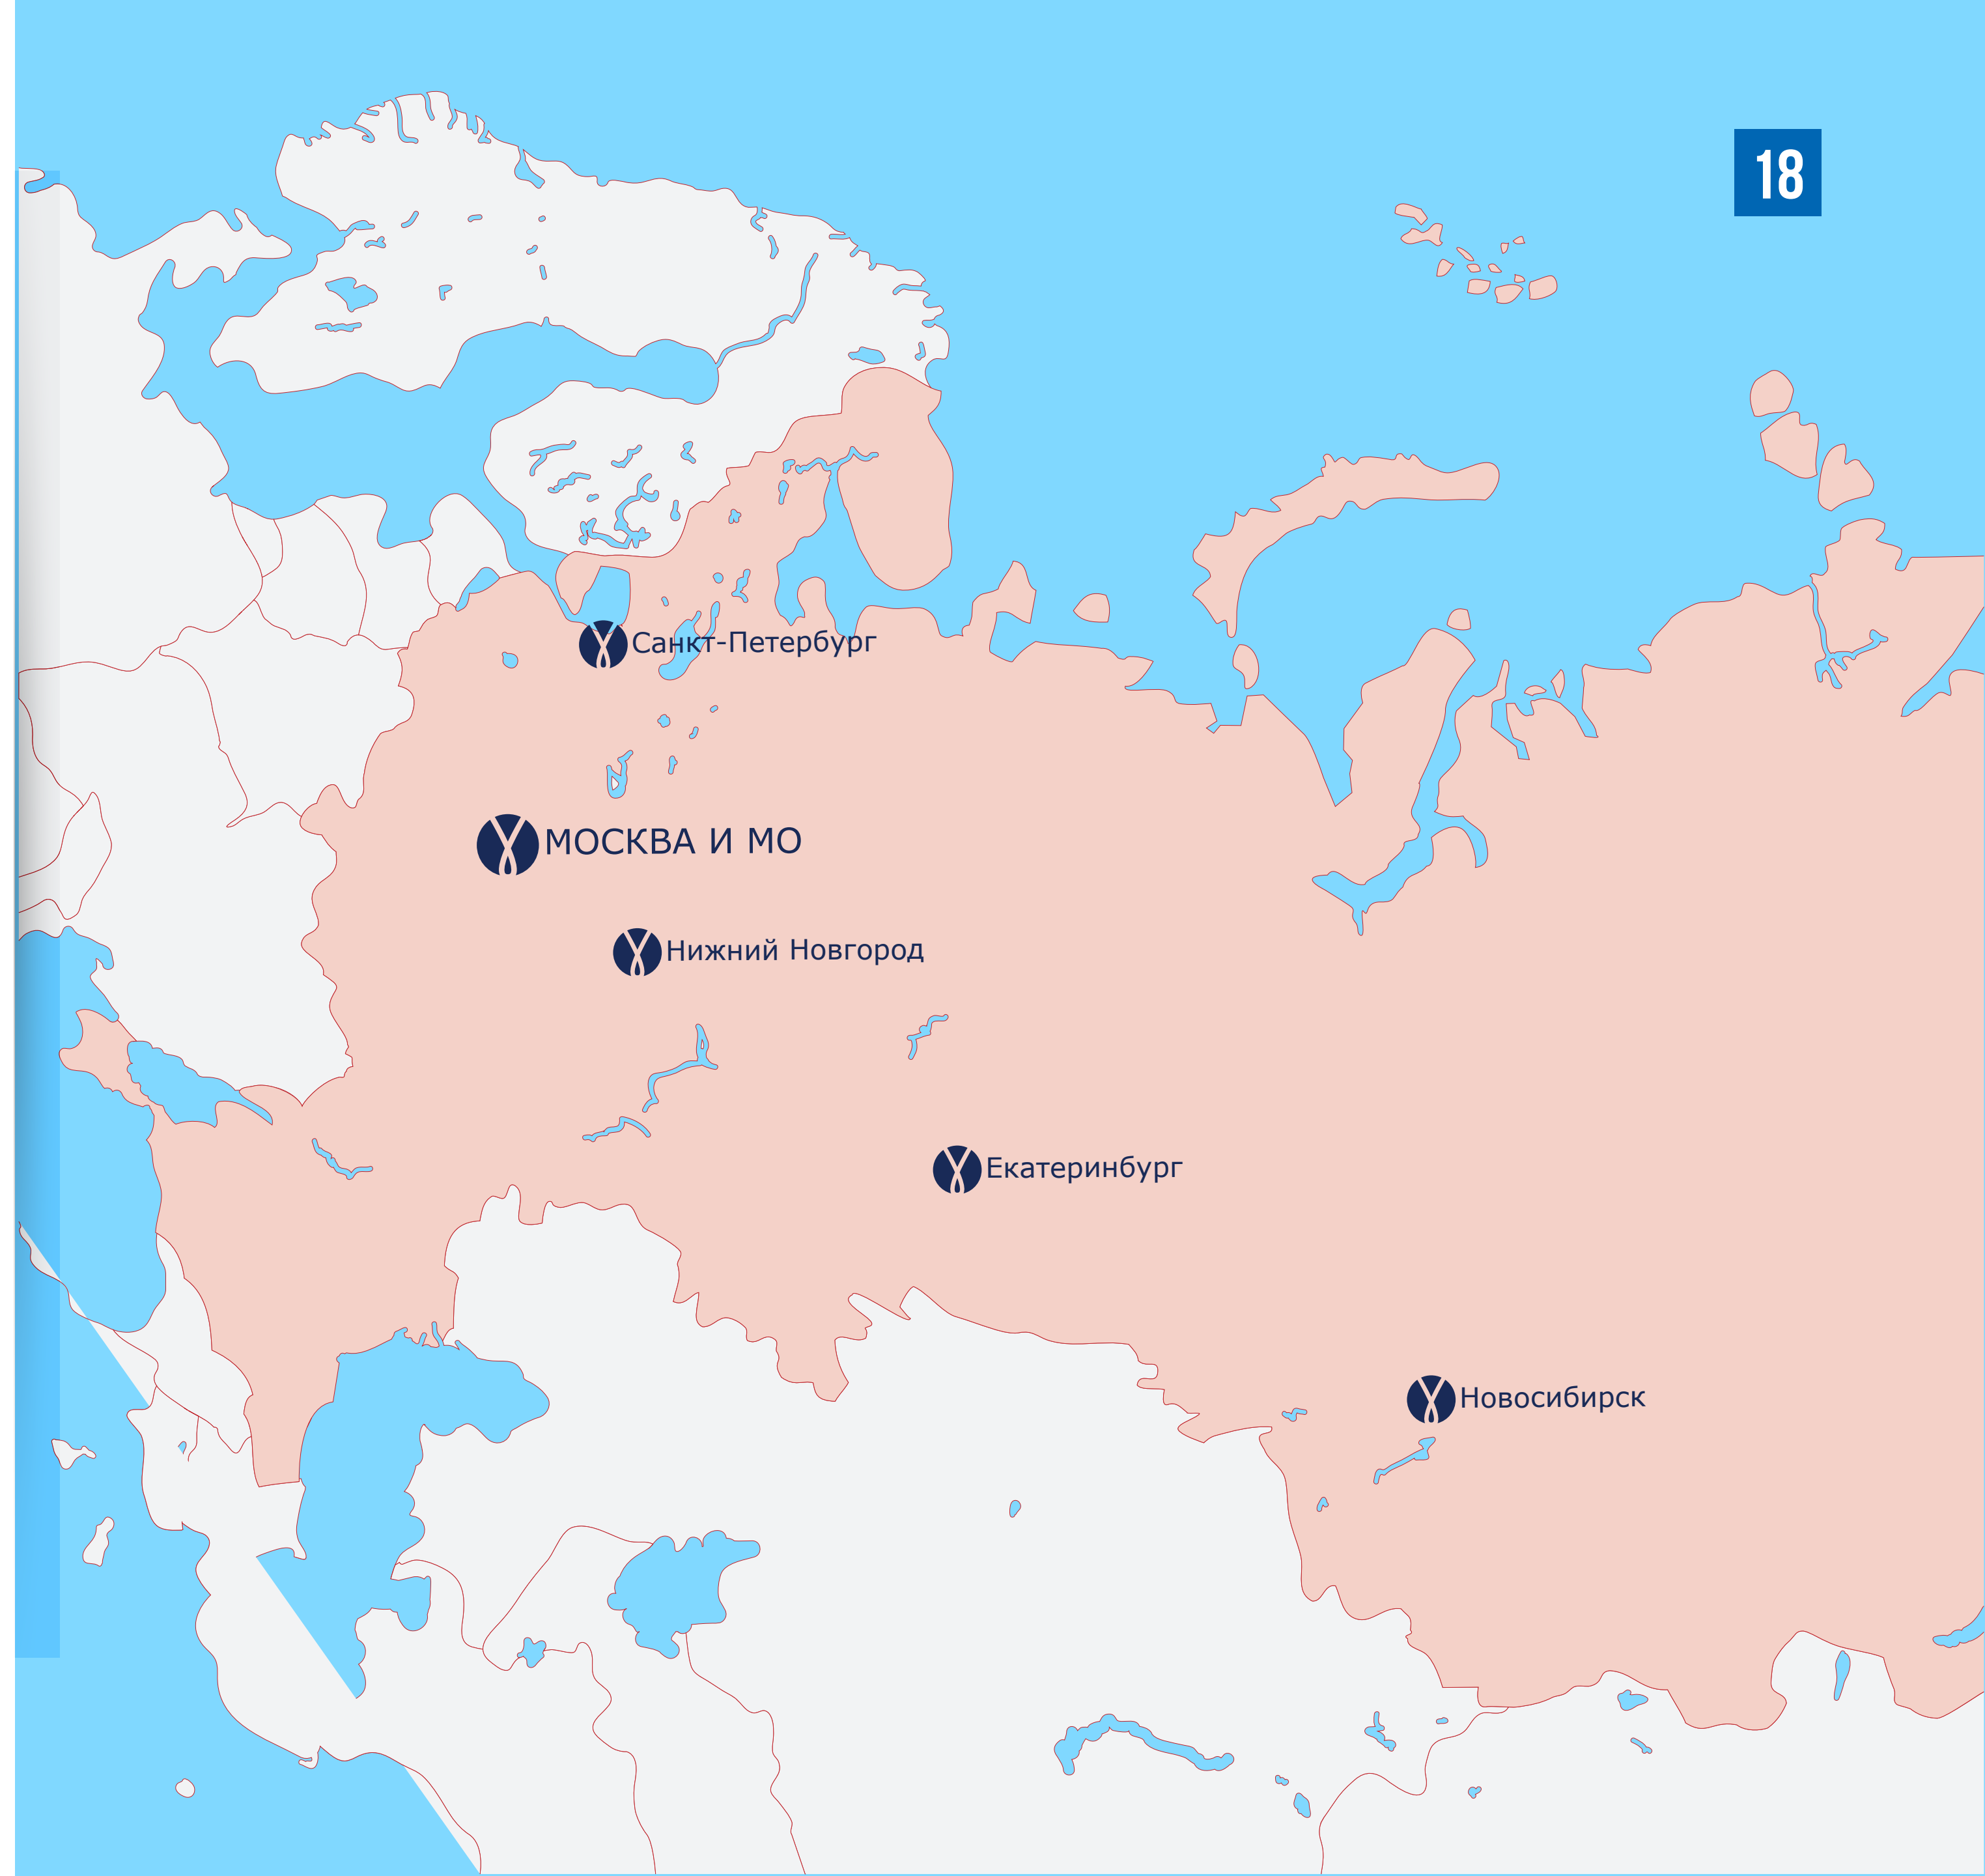 18
Санкт-Петербург
МОСКВА И МО
Нижний Новгород
Екатеринбург
Новосибирск